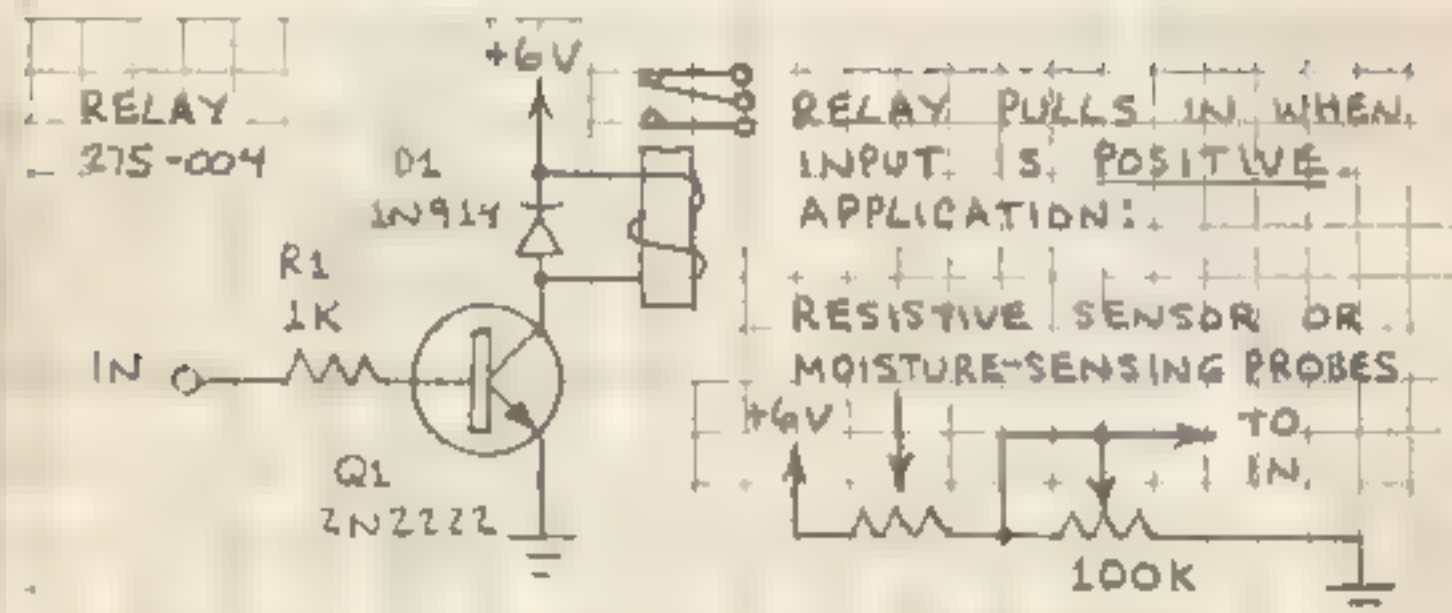 +6V
RELAY
275-004
D1
1N914
R1
1K
IN
Q1
2N2222
RELAY PULLS IN WHEN
INPUT IS POSITIVE.
APPLICATION:
RESISTIVE SENSOR OR
MOISTURE-SENSING PROBES
+6V
TO
IN
100K